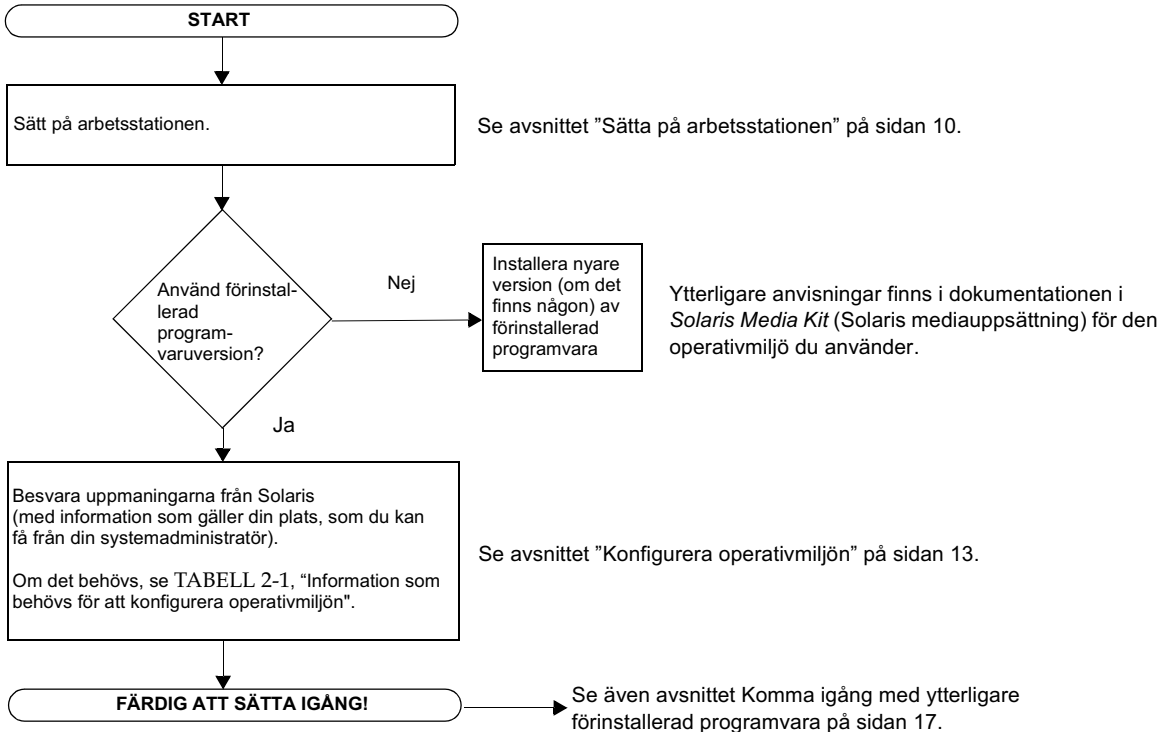 START
Sätt på arbetsstationen.
Se avsnittet ”Sätta på arbetsstationen” på sidan 10.
Använd förinstal-
lerad
program-
varuversion?
Nej
Installera nyare
version (om det
finns någon) av
förinstallerad
programvara
Ytterligare anvisningar finns i dokumentationen i
Solaris Media Kit (Solaris mediauppsättning) för den
operativmiljö du använder.
Ja
Besvara uppmaningarna från Solaris
(med information som gäller din plats, som du kan
få från din systemadministratör).
Om det behövs, se TABELL 2-1, “Information som
behövs för att konfigurera operativmiljön".
Se avsnittet ”Konfigurera operativmiljön” på sidan 13.
FÄRDIG ATT SÄTTA IGÅNG!
Se även avsnittet Komma igång med ytterligare
förinstallerad programvara på sidan 17.